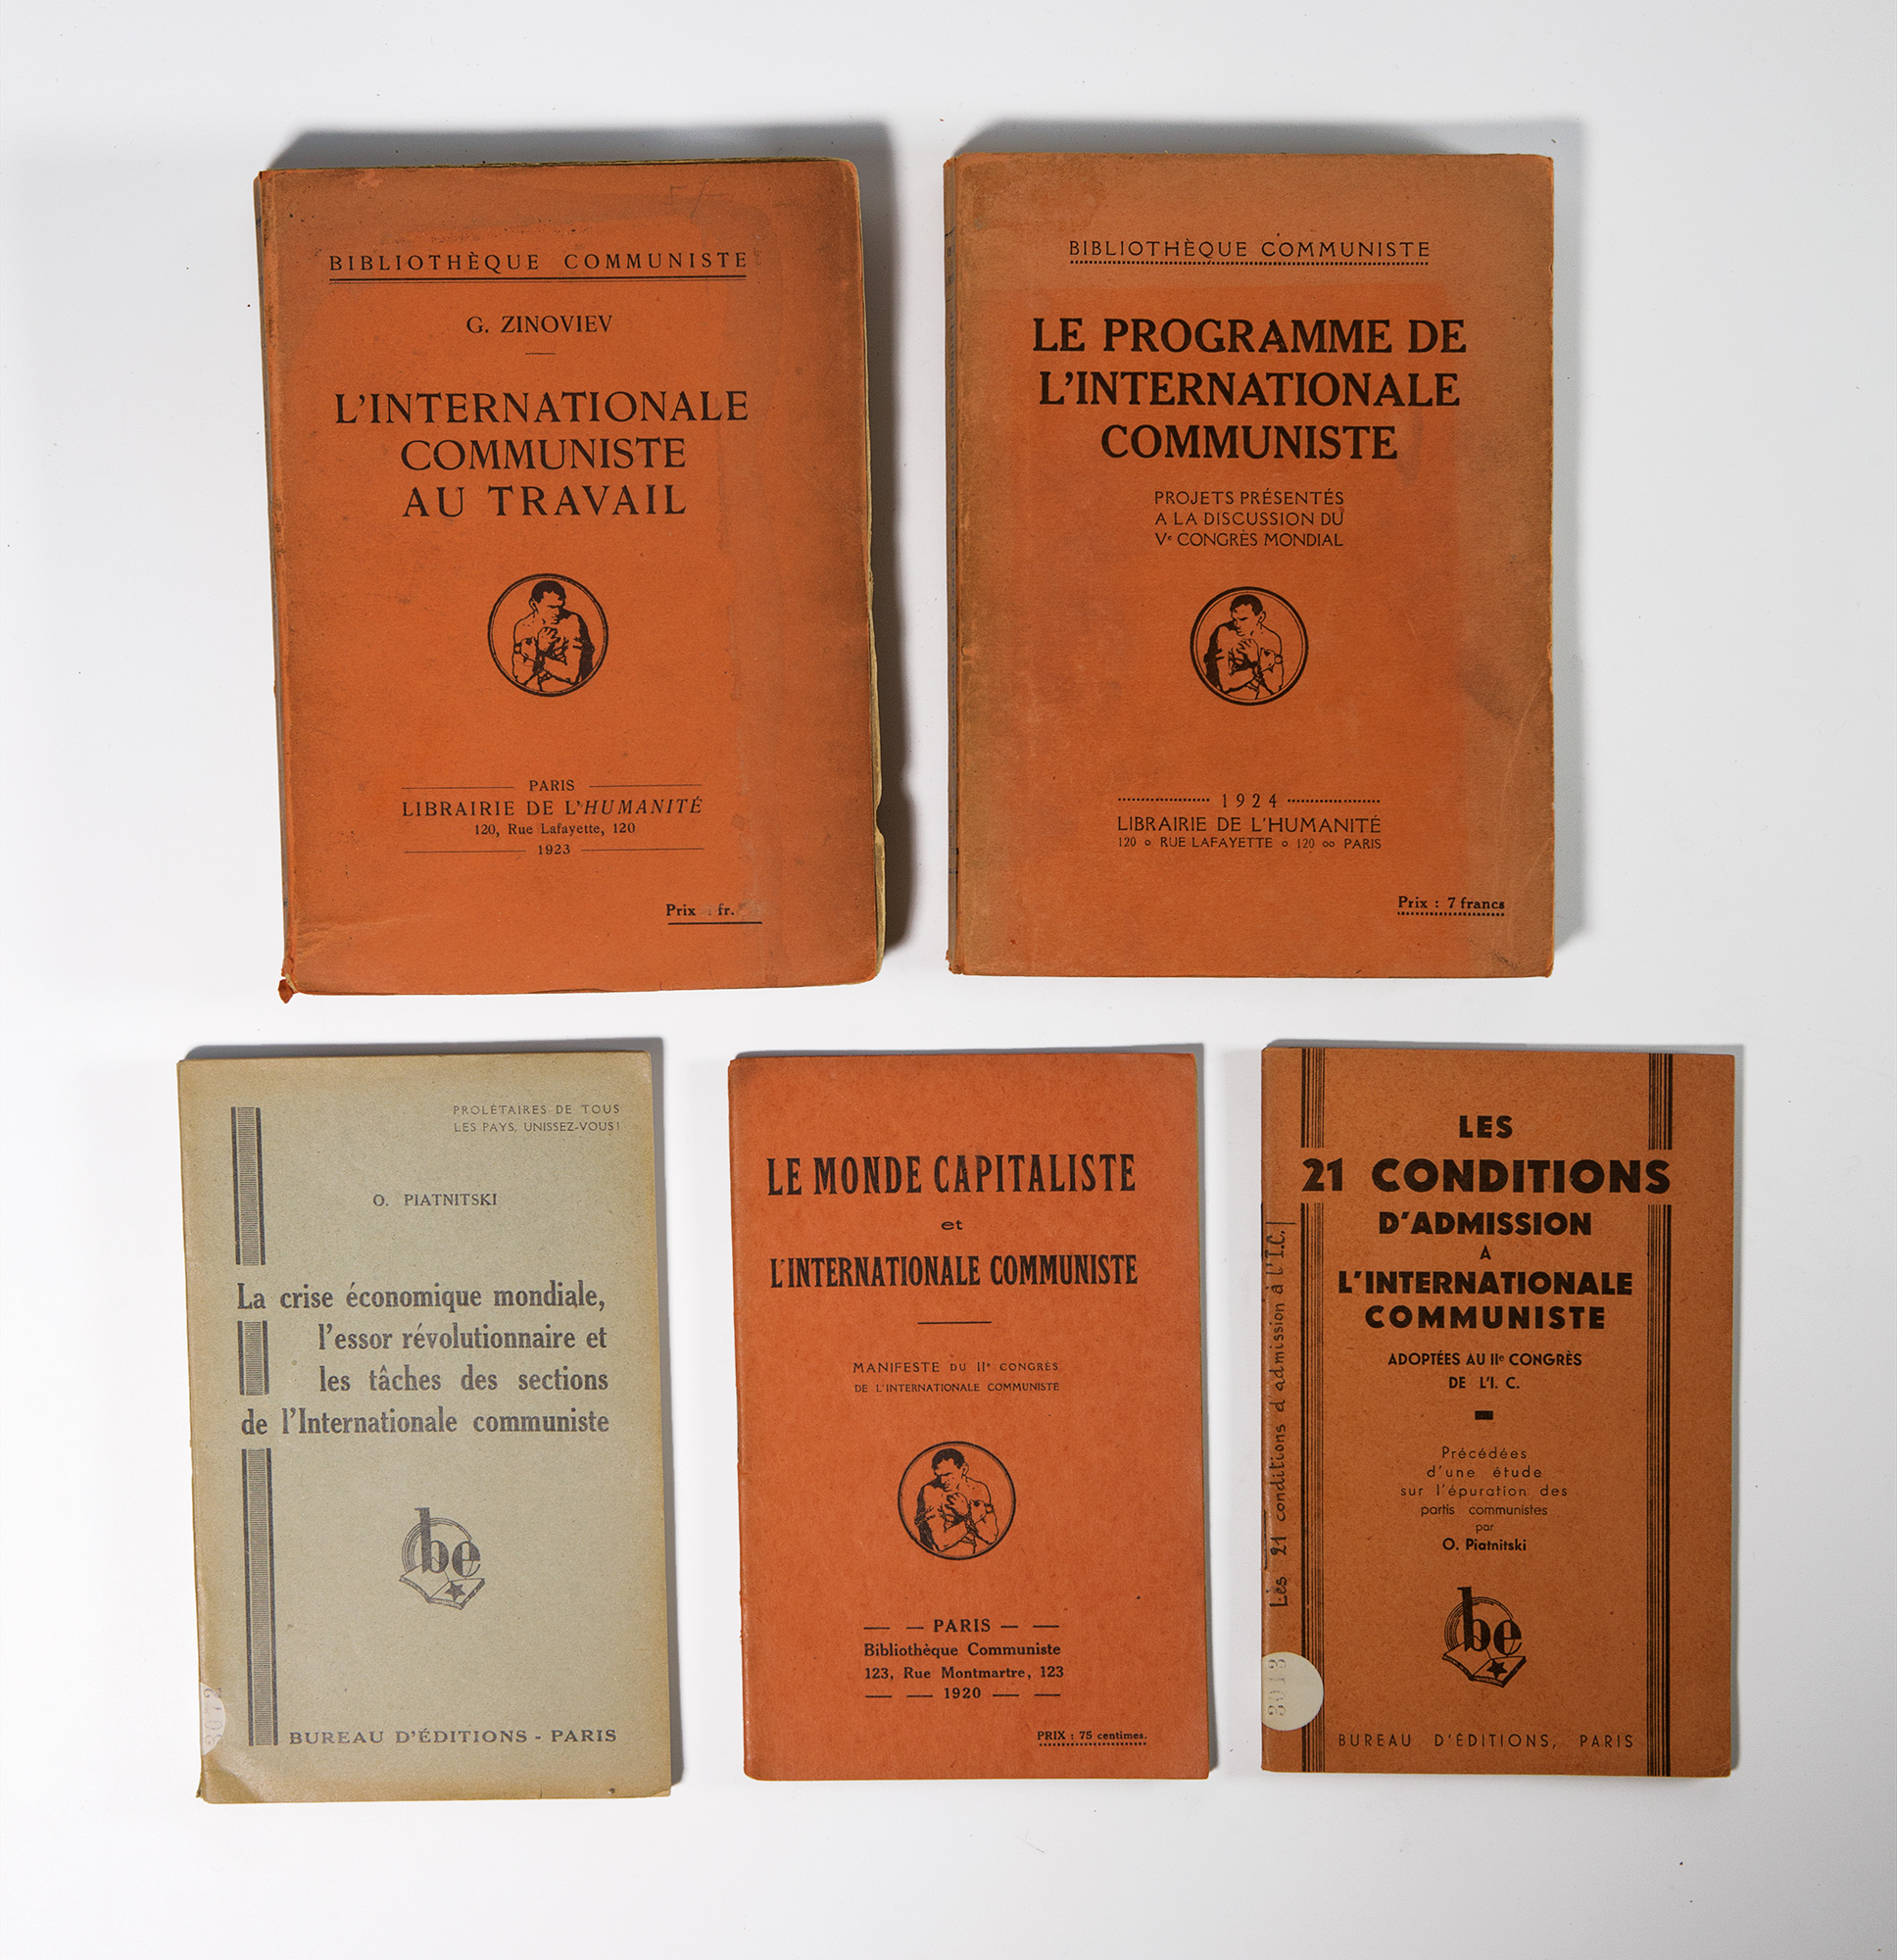 BIBLIOTHÈQUE COMMUNISTE
G. ZINOVIEV
L'INTERNATIONALE
COMMUNISTE
AU TRAVAIL
PARIS
LIBRAIRIE DE L'HUMANITÉ
120, Rue Lafayette, 120
1923
Prix : fr.
BIBLIOTHÈQUE COMMUNISTE
LE PROGRAMME DE
L'INTERNATIONALE
COMMUNISTE
PROJETS PRÉSENTÉS
A LA DISCUSSION DU
Ve CONGRÈS MONDIAL
1924
LIBRAIRIE DE L'HUMANITÉ
120 RUE LAFAYETTE 120 PARIS
Prix : 7 francs
PROLÉTAIRES DE TOUS
LES PAYS, UNISSEZ-VOUS!
O. PIATNITSKI
La crise économique mondiale,
l'essor révolutionnaire et
les tâches des sections
de l'Internationale communiste
be
BUREAU D'ÉDITIONS - PARIS
3072
LE MONDE CAPITALISTE
et
L'INTERNATIONALE COMMUNISTE
MANIFESTE DU IIe CONGRÈS
DE L'INTERNATIONALE COMMUNISTE
PARIS
Bibliothèque Communiste
123, Rue Montmartre, 123
1920
PRIX : 75 centimes.
LES
21 CONDITIONS
D'ADMISSION
A
L'INTERNATIONALE
COMMUNISTE
ADOPTÉES AU IIe CONGRÈS
DE L'I. C.
Précédées
d'une étude
sur l'épuration des
partis communistes
par
O. Piatnitski
be
BUREAU D'ÉDITIONS, PARIS
Les 21 conditions d'admission à l'I.C.
3013